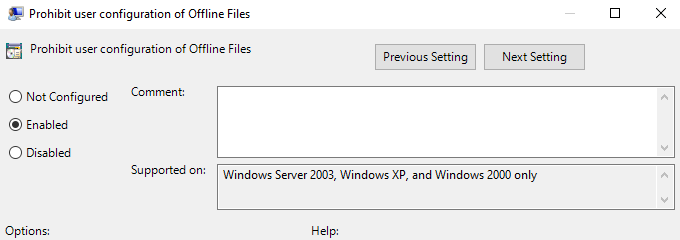 Prohibit user configuration of Offline Files
Prohibit user configuration of Offline Files
Previous Setting
Next Setting
Not Configured
Comment:
Enabled
Disabled
Supported on:
Windows Server 2003, Windows XP, and Windows 2000 only
Options:
Help: